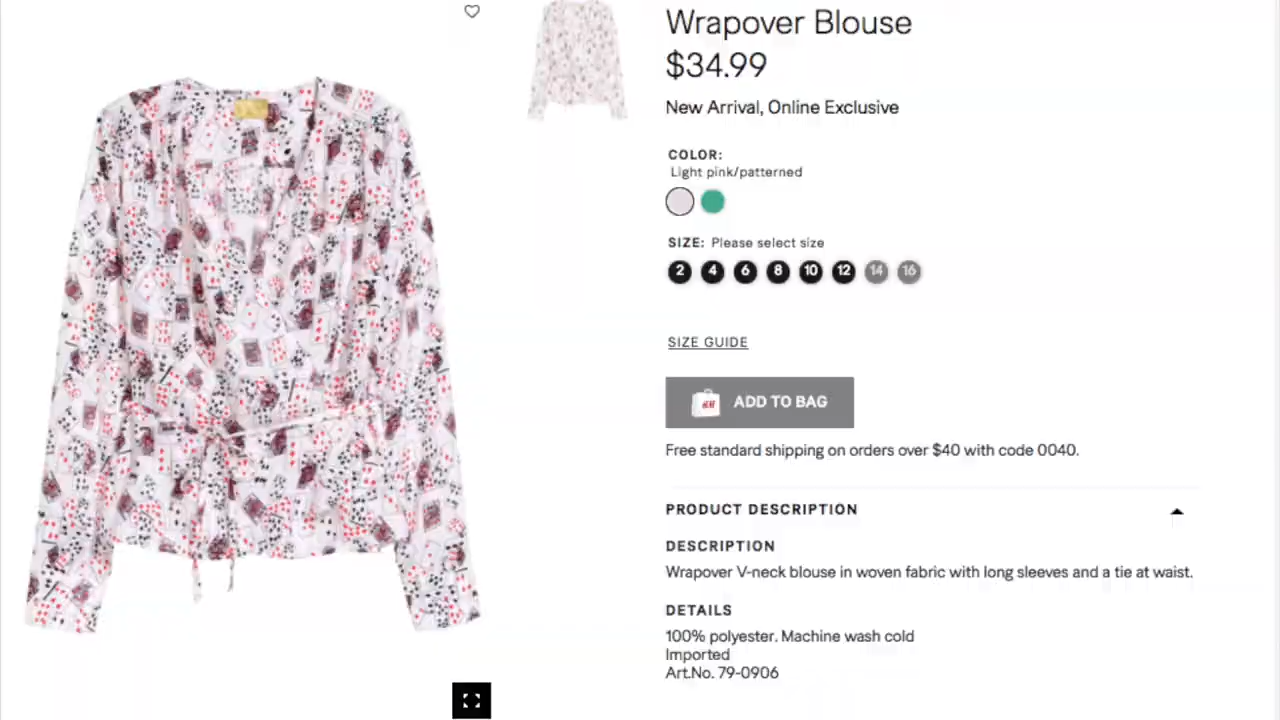 Wrapover Blouse
$34.99
New Arrival, Online Exclusive
COLOR:
Light pink/patterned
SIZE: Please select size
2 4 6 8 10 12 14 16
SIZE GUIDE
H&M ADD TO BAG
Free standard shipping on orders over $40 with code 0040.
PRODUCT DESCRIPTION
DESCRIPTION
Wrapover V-neck blouse in woven fabric with long sleeves and a tie at waist.
DETAILS
100% polyester. Machine wash cold
Imported
Art.No. 79-0906